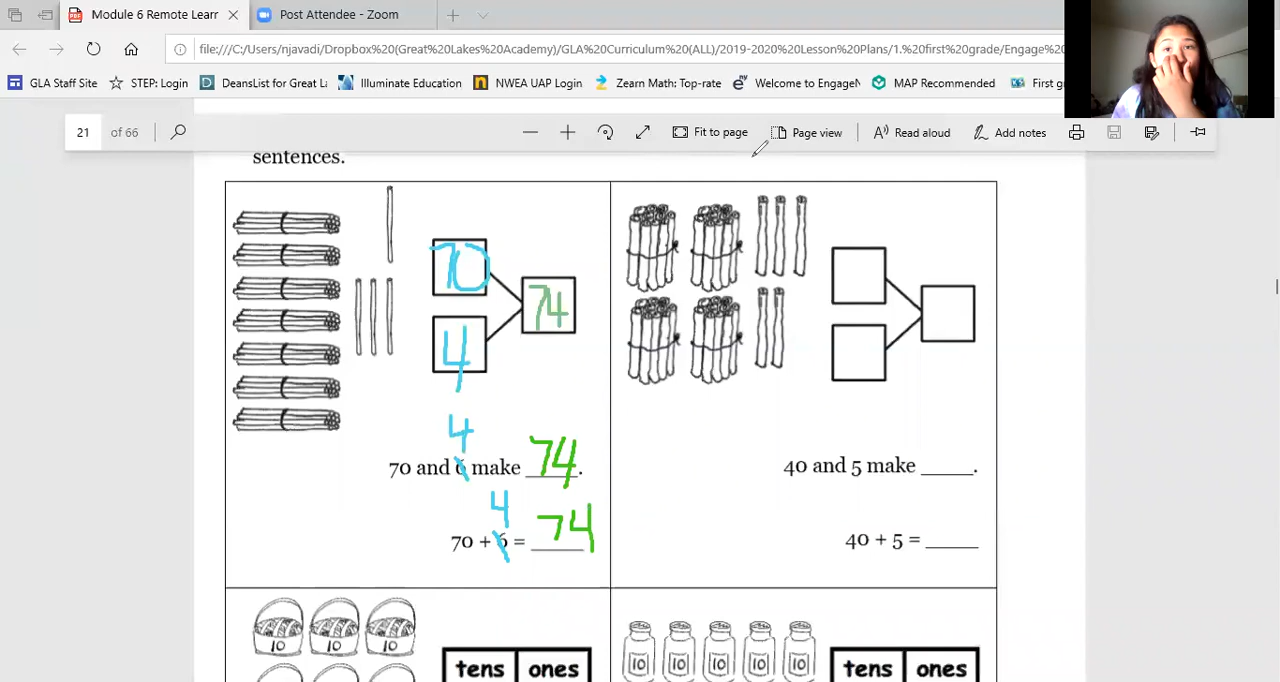 Module 6 Remote Learn
Post Attendee - Zoom
file:///C:/Users/njavadi/Dropbox%20(Great%20Lakes%20Academy)/GLA%20Curriculum%20(ALL)/2019-2020%20Lesson%20Plans/1.%20first%20grade/Engage%20
GLA Staff Site
STEP: Login
DeansList for Great L
Illuminate Education
NWEA UAP Login
Zearn Math: Top-rate
Welcome to EngageN
MAP Recommended
First gr
21 of 66
Fit to page
Page view
Read aloud
Add notes
sentences.
70
4
74
4
70 and 6 make 74.
4
70 + 6 = 74
40 and 5 make ____.
40 + 5 = ____
10 10 10
tens ones
10 10 10 10 10
tens ones